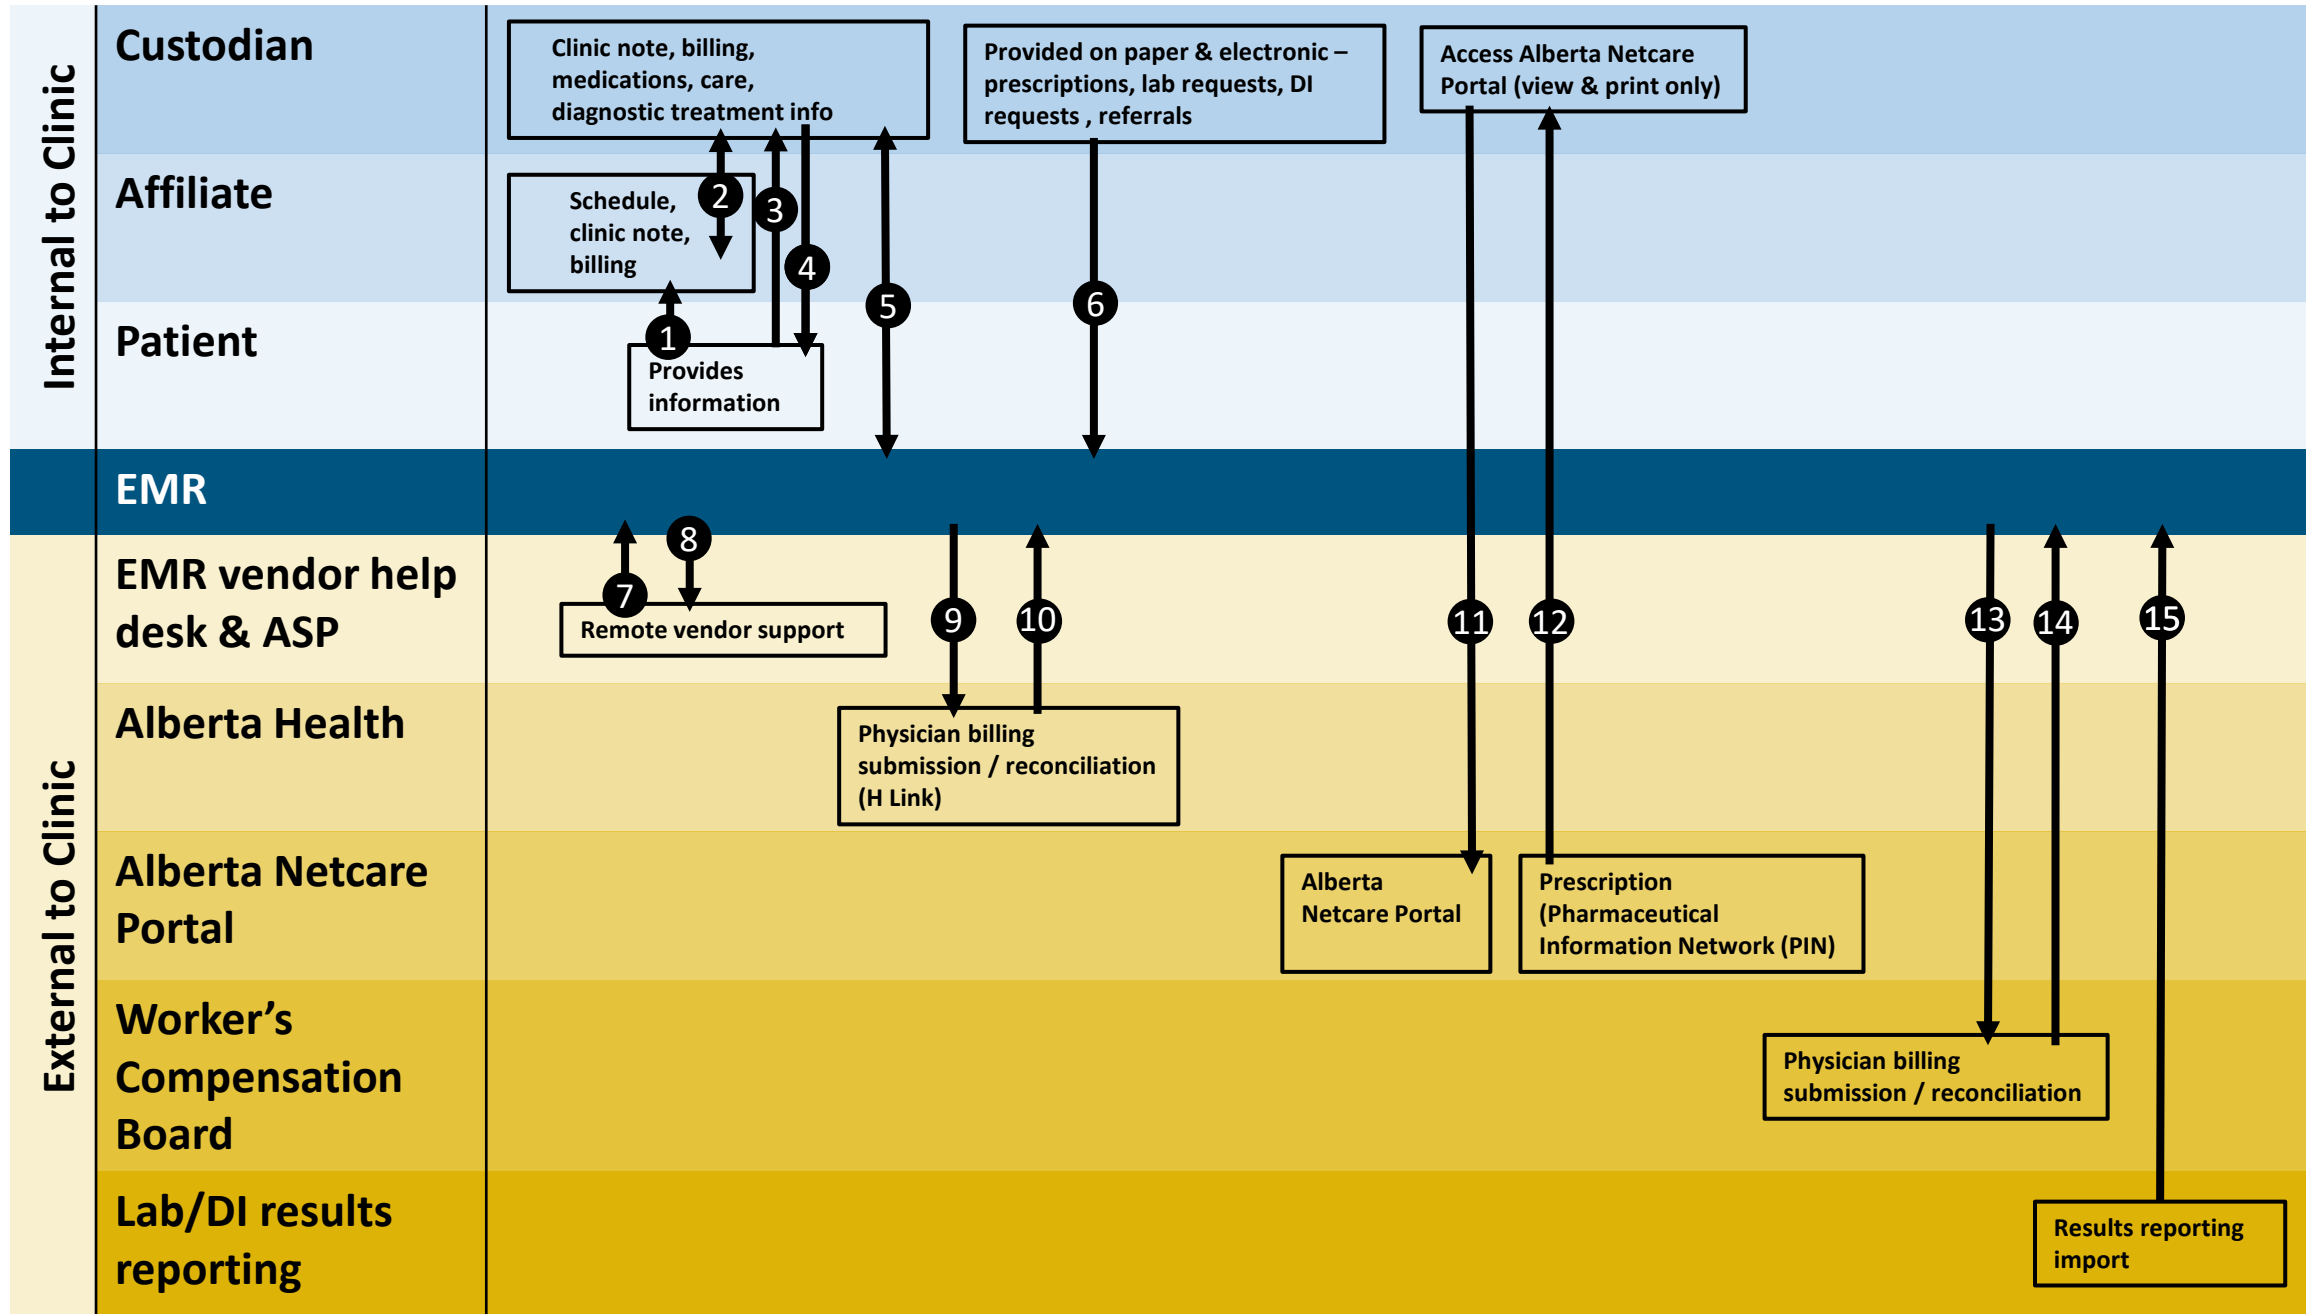 Internal to Clinic
Custodian
Clinic note, billing,
medications, care,
diagnostic treatment info
Provided on paper & electronic –
prescriptions, lab requests, DI
requests , referrals
Access Alberta Netcare
Portal (view & print only)
Affiliate
Schedule,
clinic note,
billing
2
3
4
5
6
Patient
1
Provides
information
EMR
External to Clinic
EMR vendor help
desk & ASP
7
8
Remote vendor support
9
10
11
12
13
14
15
Alberta Health
Physician billing
submission / reconciliation
(H Link)
Alberta Netcare
Portal
Alberta
Netcare Portal
Prescription
(Pharmaceutical
Information Network (PIN)
Worker’s
Compensation
Board
Physician billing
submission / reconciliation
Lab/DI results
reporting
Results reporting
import